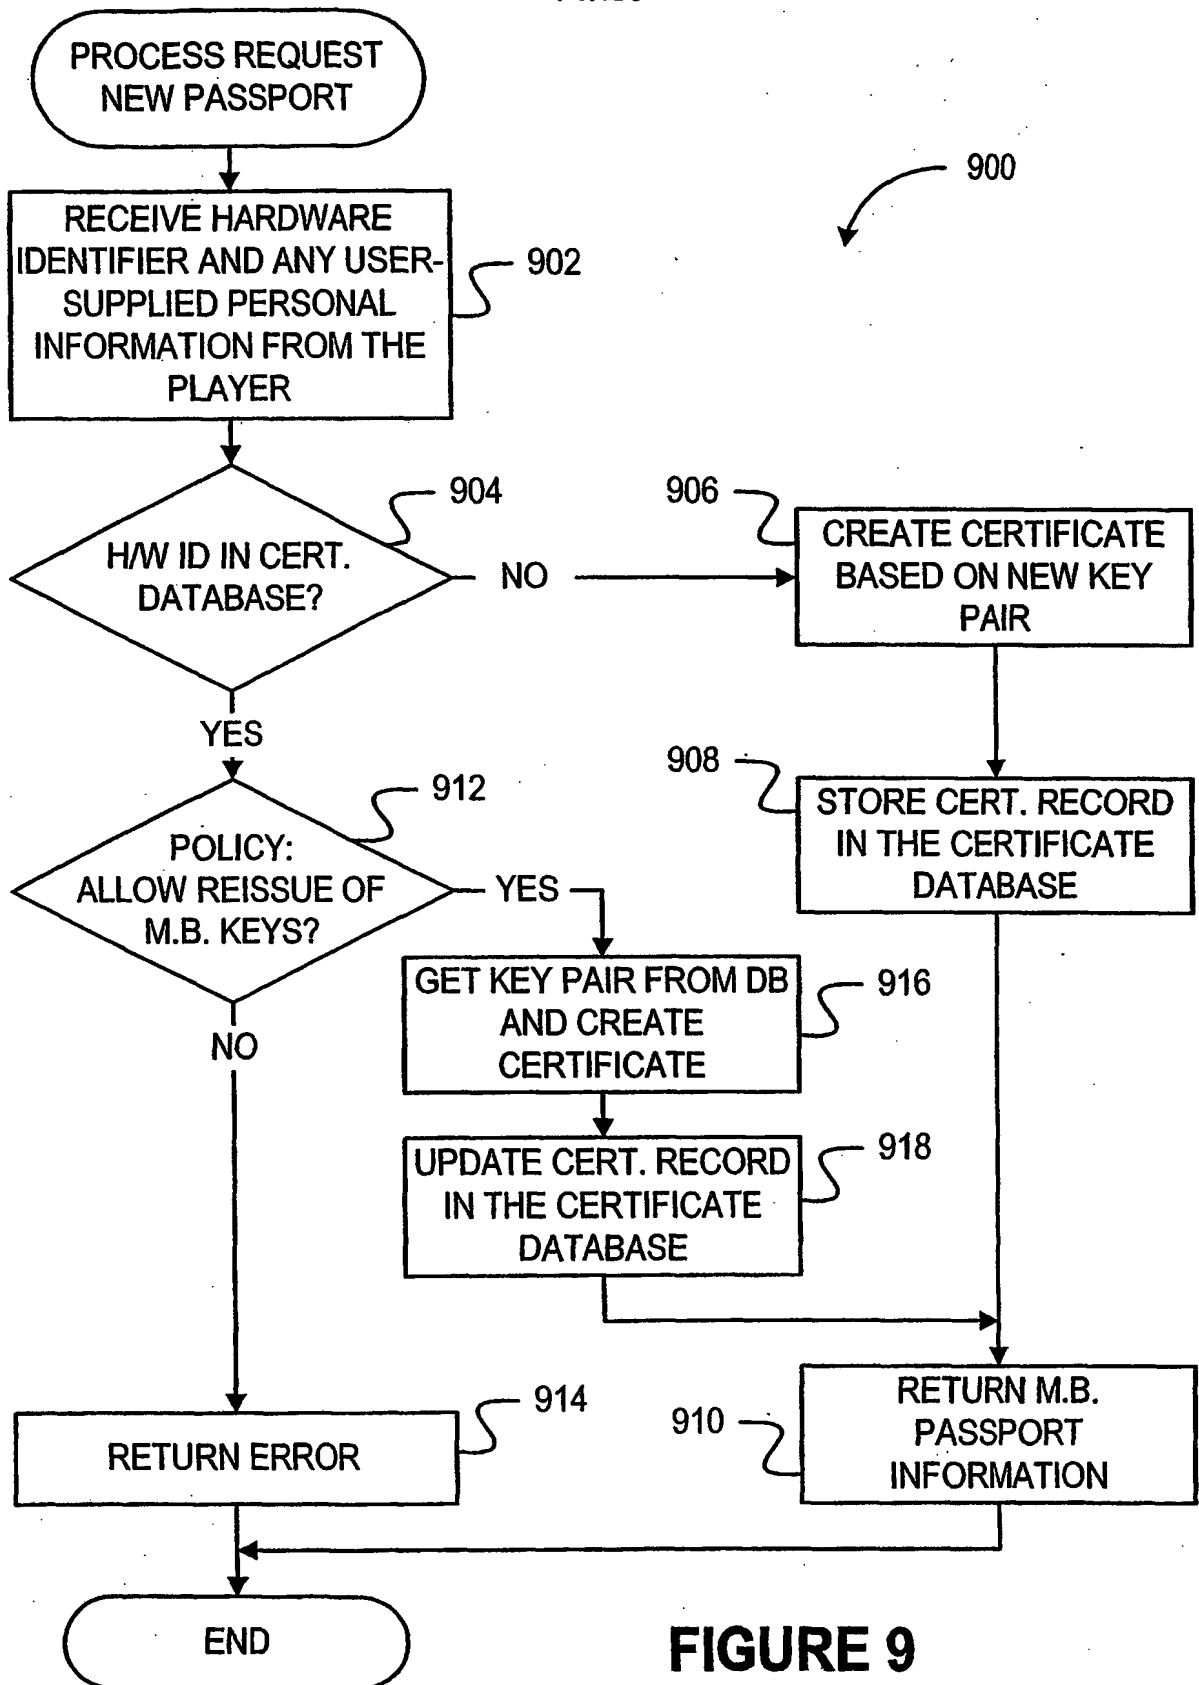 PROCESS REQUEST
NEW PASSPORT
900
RECEIVE HARDWARE
IDENTIFIER AND ANY USER-
SUPPLIED PERSONAL
INFORMATION FROM THE
PLAYER
902
904
H/W ID IN CERT.
DATABASE?
NO
906
CREATE CERTIFICATE
BASED ON NEW KEY
PAIR
YES
908
STORE CERT. RECORD
IN THE CERTIFICATE
DATABASE
912
POLICY:
ALLOW REISSUE OF
M.B. KEYS?
YES
GET KEY PAIR FROM DB
AND CREATE
CERTIFICATE
916
NO
UPDATE CERT. RECORD
IN THE CERTIFICATE
DATABASE
918
RETURN ERROR
914
910
RETURN M.B.
PASSPORT
INFORMATION
END
FIGURE 9